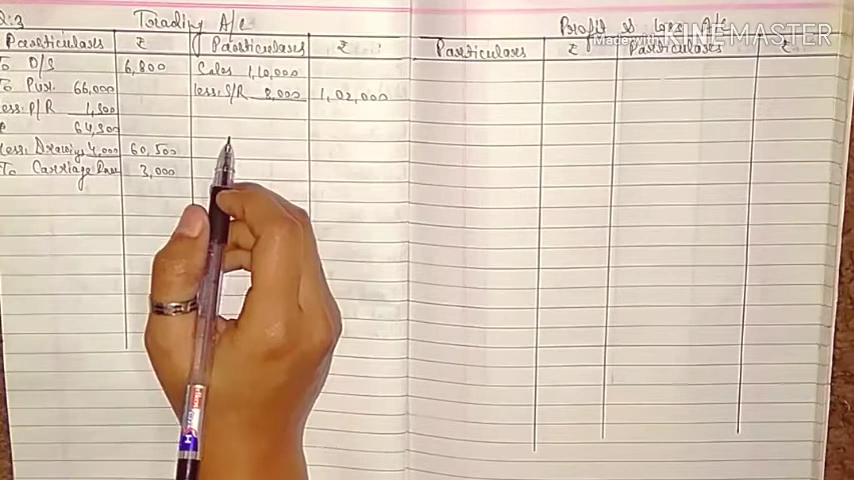 Q.3 Trading A/c
Particulars ₹ Particulars ₹
To O/S 6,800 Sales 1,10,000
To Pur. 66,000 less: S/R 8,000 1,02,000
less: P/R 1,500
64,500
less: Drawings 4,000 60,500
To Carriage 3,000
Profit & Loss A/c
Made with KINEMASTER
Particulars ₹ Particulars ₹